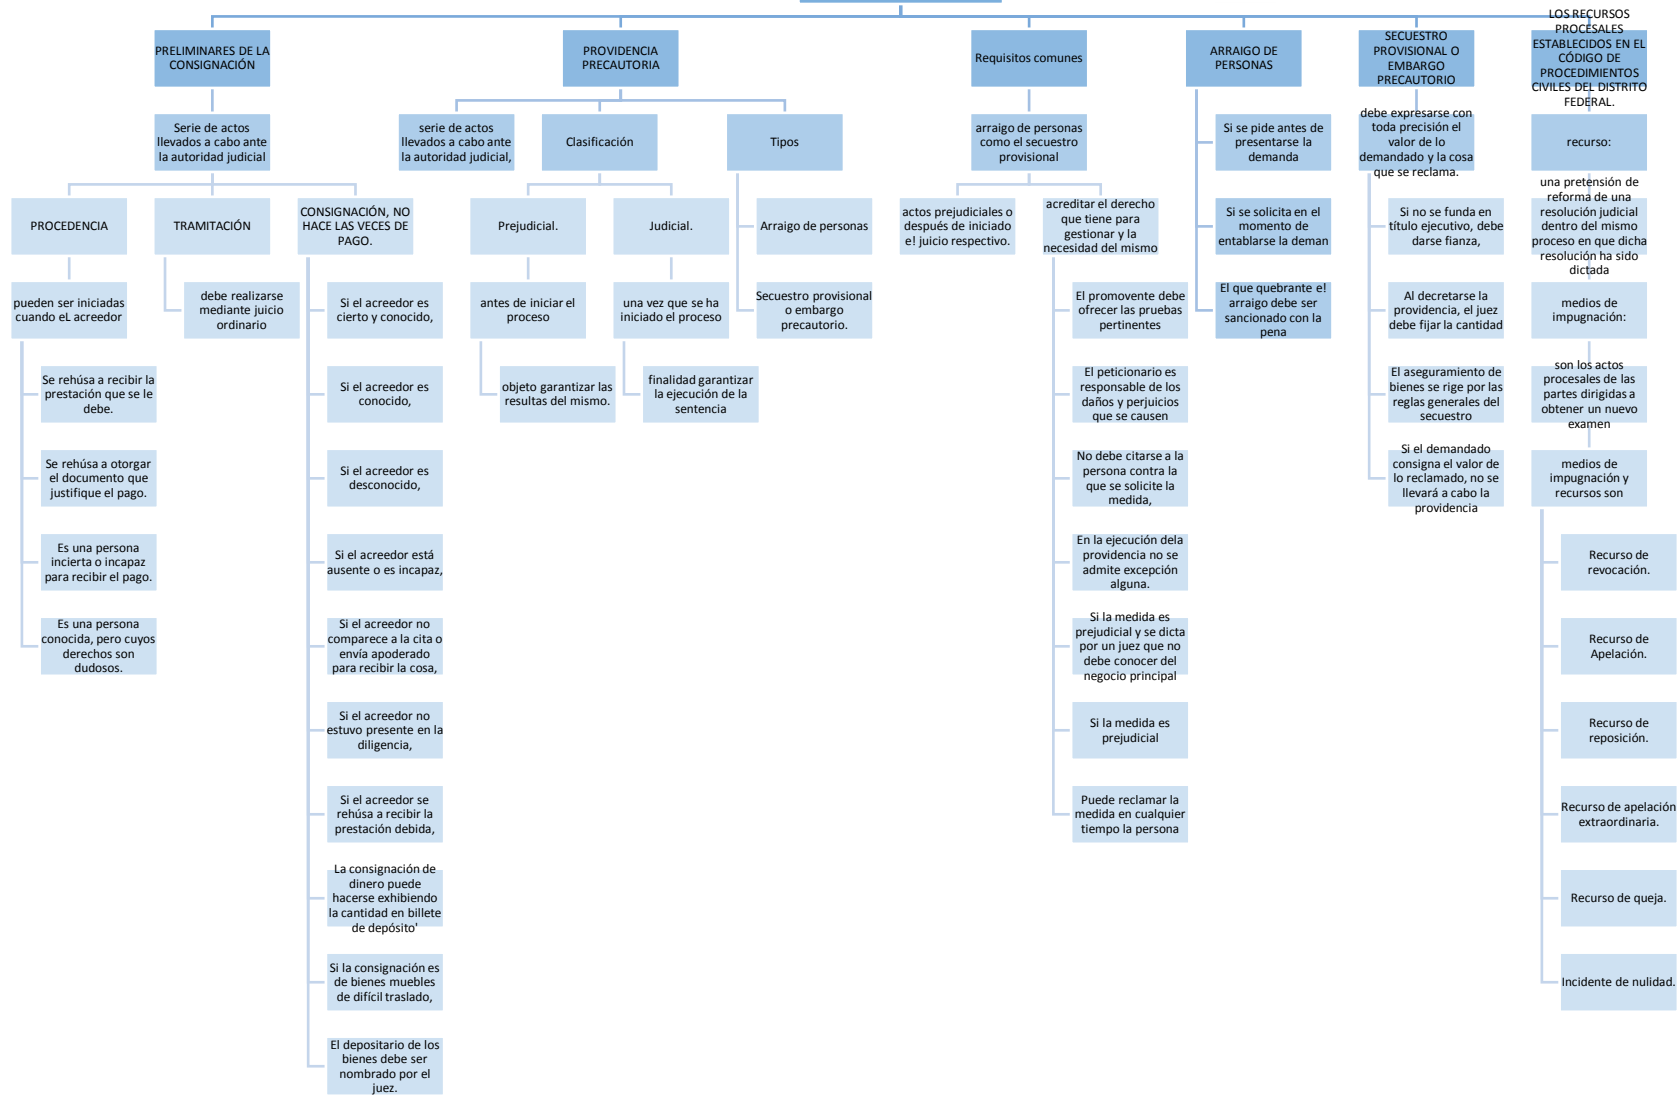 PRELIMINARES DE LA
CONSIGNACIÓN
Serie de actos
llevados a cabo ante
la autoridad judicial
PROCEDENCIA
pueden ser iniciadas
cuando eL acreedor
Se rehúsa a recibir la
prestación que se le
debe.
Se rehúsa a otorgar
el documento que
justifique el pago.
Es una persona
incierta o incapaz
para recibir el pago.
Es una persona
conocida, pero cuyos
derechos son
dudosos.
TRAMITACIÓN
debe realizarse
mediante juicio
ordinario
CONSIGNACIÓN, NO
HACE LAS VECES DE
PAGO.
Si el acreedor es
cierto y conocido,
Si el acreedor es
conocido,
Si el acreedor es
desconocido,
Si el acreedor está
ausente o es incapaz,
Si el acreedor no
comparece a la cita o
envía apoderado
para recibir la cosa,
Si el acreedor no
estuvo presente en la
diligencia,
Si el acreedor se
rehúsa a recibir la
prestación debida,
La consignación de
dinero puede
hacerse exhibiendo
la cantidad en billete
de depósito'
Si la consignación es
de bienes muebles
de difícil traslado,
El depositario de los
bienes debe ser
nombrado por el
juez.
PROVIDENCIA
PRECAUTORIA
serie de actos
llevados a cabo ante
la autoridad judicial,
Clasificación
Prejudicial.
antes de iniciar el
proceso
objeto garantizar las
resultas del mismo.
Judicial.
una vez que se ha
iniciado el proceso
finalidad garantizar
la ejecución de la
sentencia
Tipos
Arraigo de personas
Secuestro provisional
o embargo
precautorio.
Requisitos comunes
arraigo de personas
como el secuestro
provisional
actos prejudiciales o
después de iniciado
e! juicio respectivo.
acreditar el derecho
que tiene para
gestionar y la
necesidad del mismo
El promovente debe
ofrecer las pruebas
pertinentes
El peticionario es
responsable de los
daños y perjuicios
que se causen
No debe citarse a la
persona contra la
que se solicite la
medida,
En la ejecución dela
providencia no se
admite excepción
alguna.
Si la medida es
prejudicial y se dicta
por un juez que no
debe conocer del
negocio principal
Si la medida es
prejudicial
Puede reclamar la
medida en cualquier
tiempo la persona
ARRAIGO DE
PERSONAS
Si se pide antes de
presentarse la
demanda
Si se solicita en el
momento de
entablarse la deman
El que quebrante e!
arraigo debe ser
sancionado con la
pena
SECUESTRO
PROVISIONAL O
EMBARGO
PRECAUTORIO
debe expresarse con
toda precisión el
valor de lo
demandado y la cosa
que se reclama.
Si no se funda en
título ejecutivo, debe
darse fianza,
Al decretarse la
providencia, el juez
debe fijar la cantidad
El aseguramiento de
bienes se rige por las
reglas generales del
secuestro
Si el demandado
consigna el valor de
lo reclamado, no se
llevará a cabo la
providencia
LOS RECURSOS
PROCESALES
ESTABLECIDOS EN EL
CÓDIGO DE
PROCEDIMIENTOS
CIVILES DEL DISTRITO
FEDERAL.
recurso:
una pretensión de
reforma de una
resolución judicial
dentro del mismo
proceso en que dicha
resolución ha sido
dictada
medios de
impugnación:
son los actos
procesales de las
partes dirigidas a
obtener un nuevo
examen
medios de
impugnación y
recursos son
Recurso de
revocación.
Recurso de
Apelación.
Recurso de
reposición.
Recurso de apelación
extraordinaria.
Recurso de queja.
Incidente de nulidad.